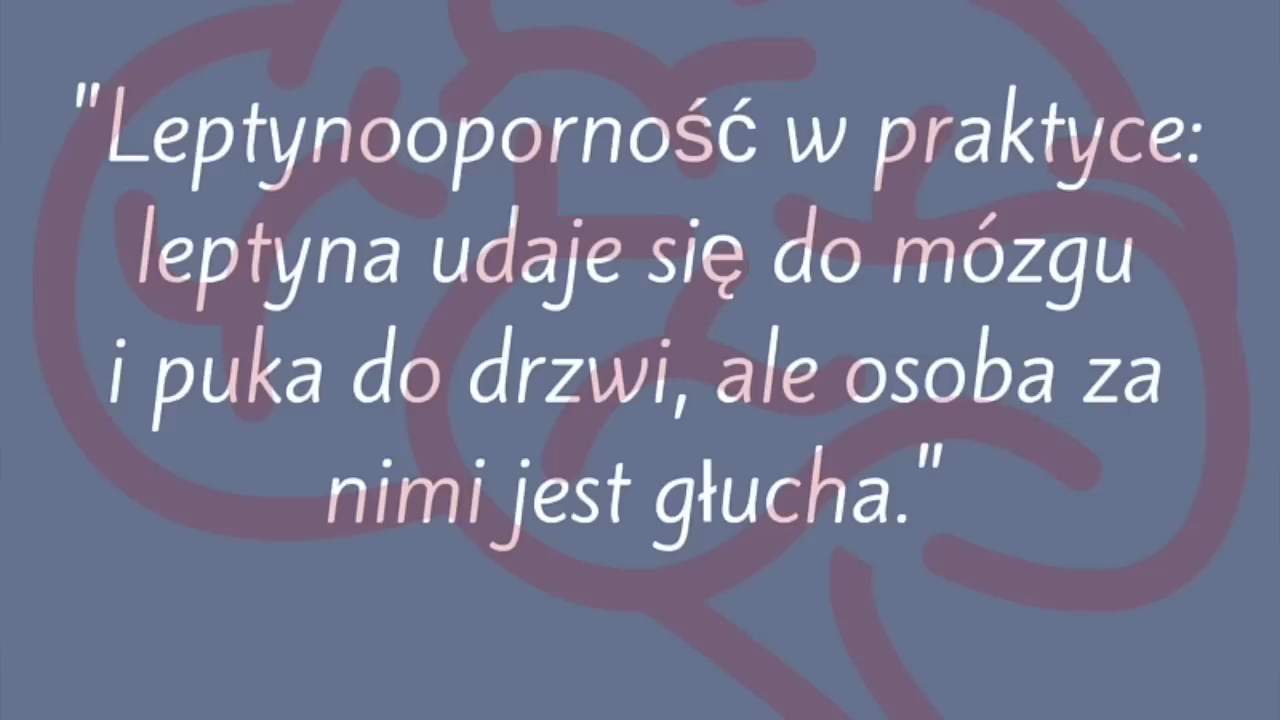 "Leptynooporność w praktyce:
leptyna udaje się do mózgu
i puka do drzwi, ale osoba za
nimi jest głucha."